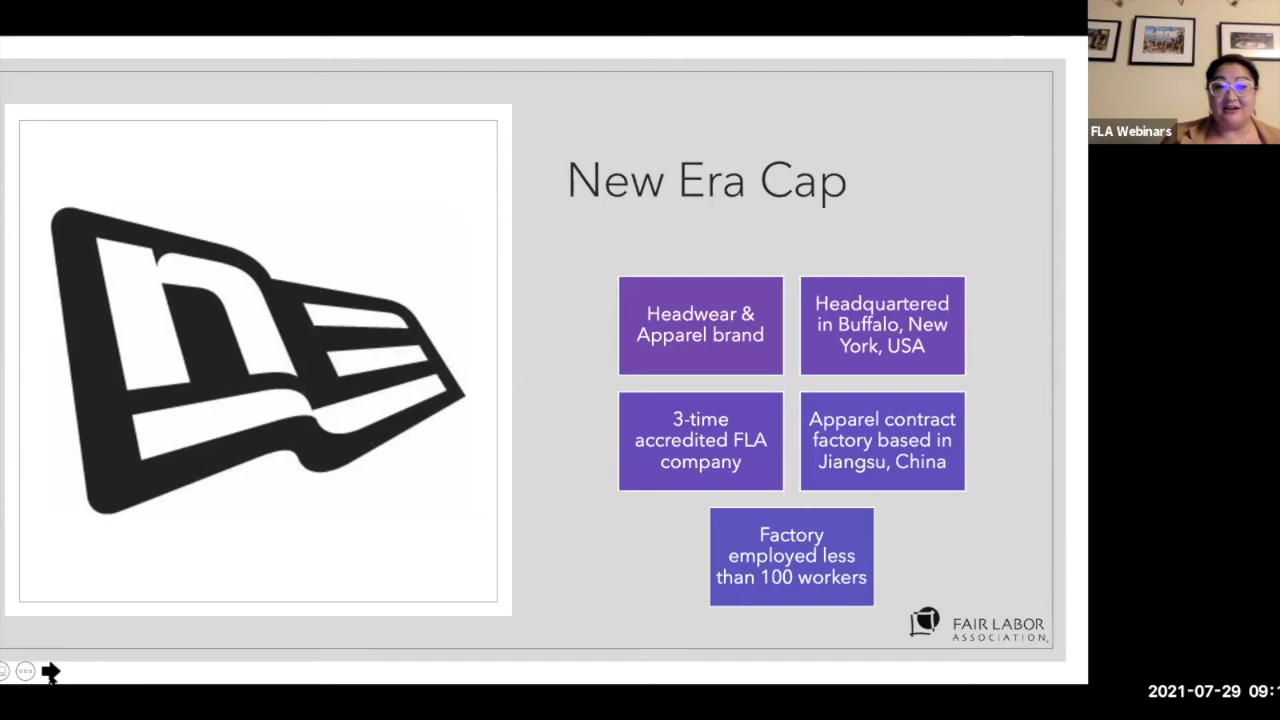 New Era Cap
Headwear &
Apparel brand
Headquartered
in Buffalo, New
York, USA
3-time
accredited FLA
company
Apparel contract
factory based in
Jiangsu, China
Factory
employed less
than 100 workers
FAIR LABOR
ASSOCIATION
FLA Webinars
2021-07-29 09: